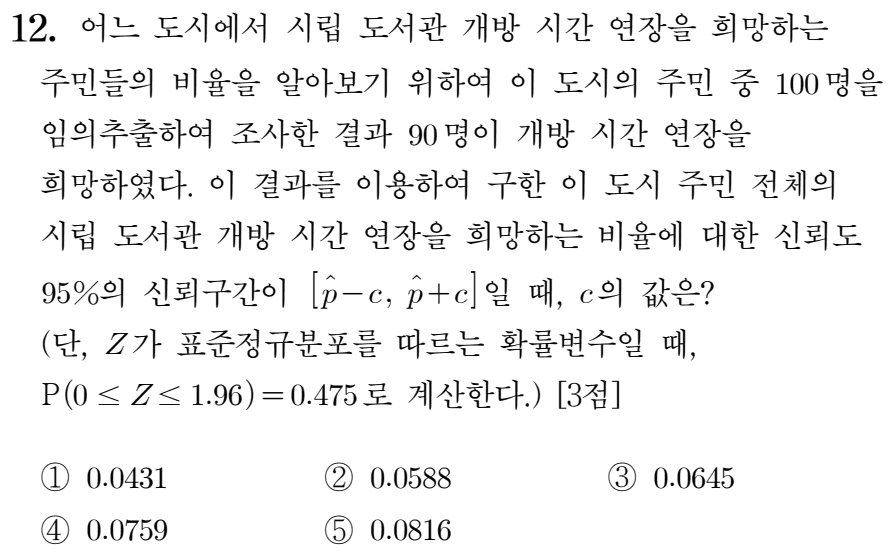 12. 어느 도시에서 시립 도서관 개방 시간 연장을 희망하는
주민들의 비율을 알아보기 위하여 이 도시의 주민 중 100명을
임의추출하여 조사한 결과 90명이 개방 시간 연장을
희망하였다. 이 결과를 이용하여 구한 이 도시 주민 전체의
시립 도서관 개방 시간 연장을 희망하는 비율에 대한 신뢰도
95%의 신뢰구간이 [p̂−c, p̂+c]일 때, c의 값은?
(단, Z가 표준정규분포를 따르는 확률변수일 때,
P(0 ≤ Z ≤ 1.96)=0.475로 계산한다.) [3점]
① 0.0431 ② 0.0588 ③ 0.0645
④ 0.0759 ⑤ 0.0816